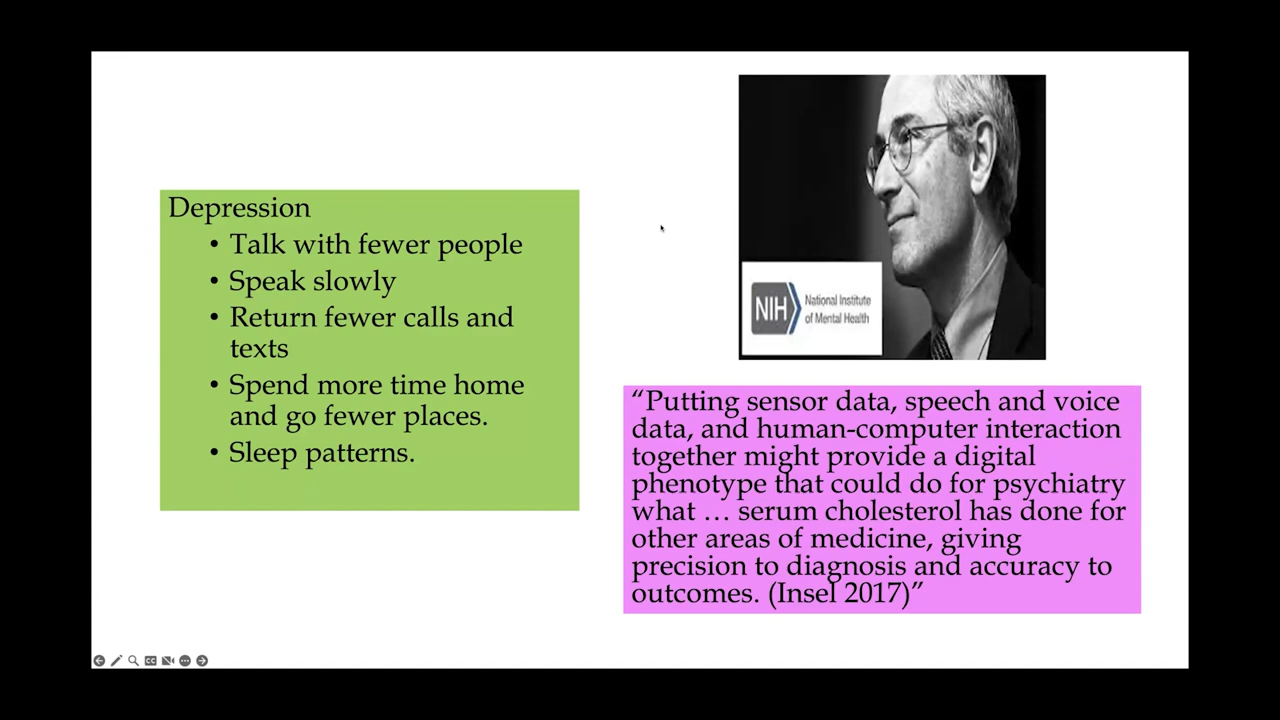 Depression
• Talk with fewer people
• Speak slowly
• Return fewer calls and
texts
• Spend more time home
and go fewer places.
• Sleep patterns.
NIH
National Institute
of Mental Health
“Putting sensor data, speech and voice
data, and human-computer interaction
together might provide a digital
phenotype that could do for psychiatry
what … serum cholesterol has done for
other areas of medicine, giving
precision to diagnosis and accuracy to
outcomes. (Insel 2017)”